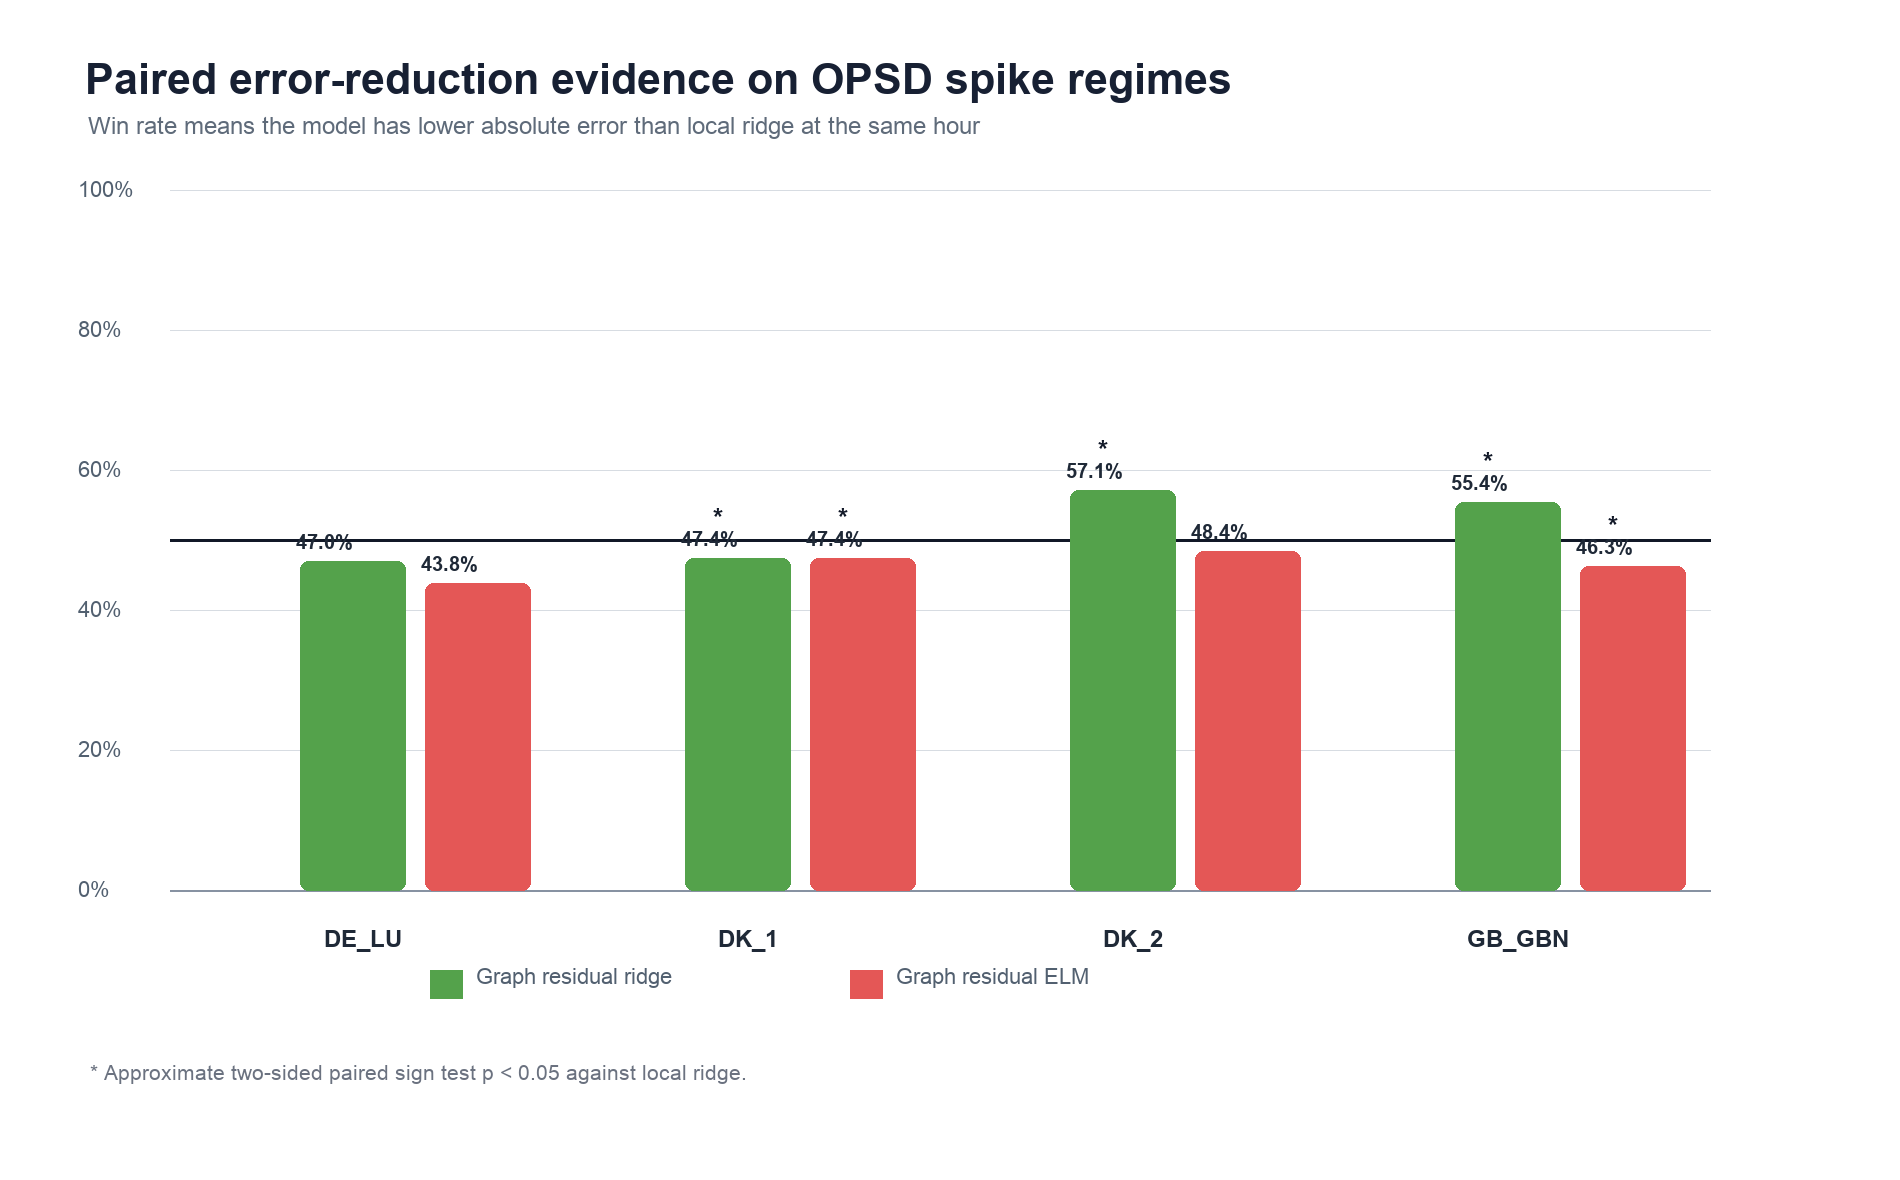 Paired error-reduction evidence on OPSD spike regimes
Win rate means the model has lower absolute error than local ridge at the same hour
100%
80%
60%
40%
20%
0%
47.0%
43.8%
*
47.4%
*
47.4%
*
57.1%
48.4%
*
55.4%
*
46.3%
DE_LU
DK_1
DK_2
GB_GBN
Graph residual ridge
Graph residual ELM
* Approximate two-sided paired sign test p < 0.05 against local ridge.